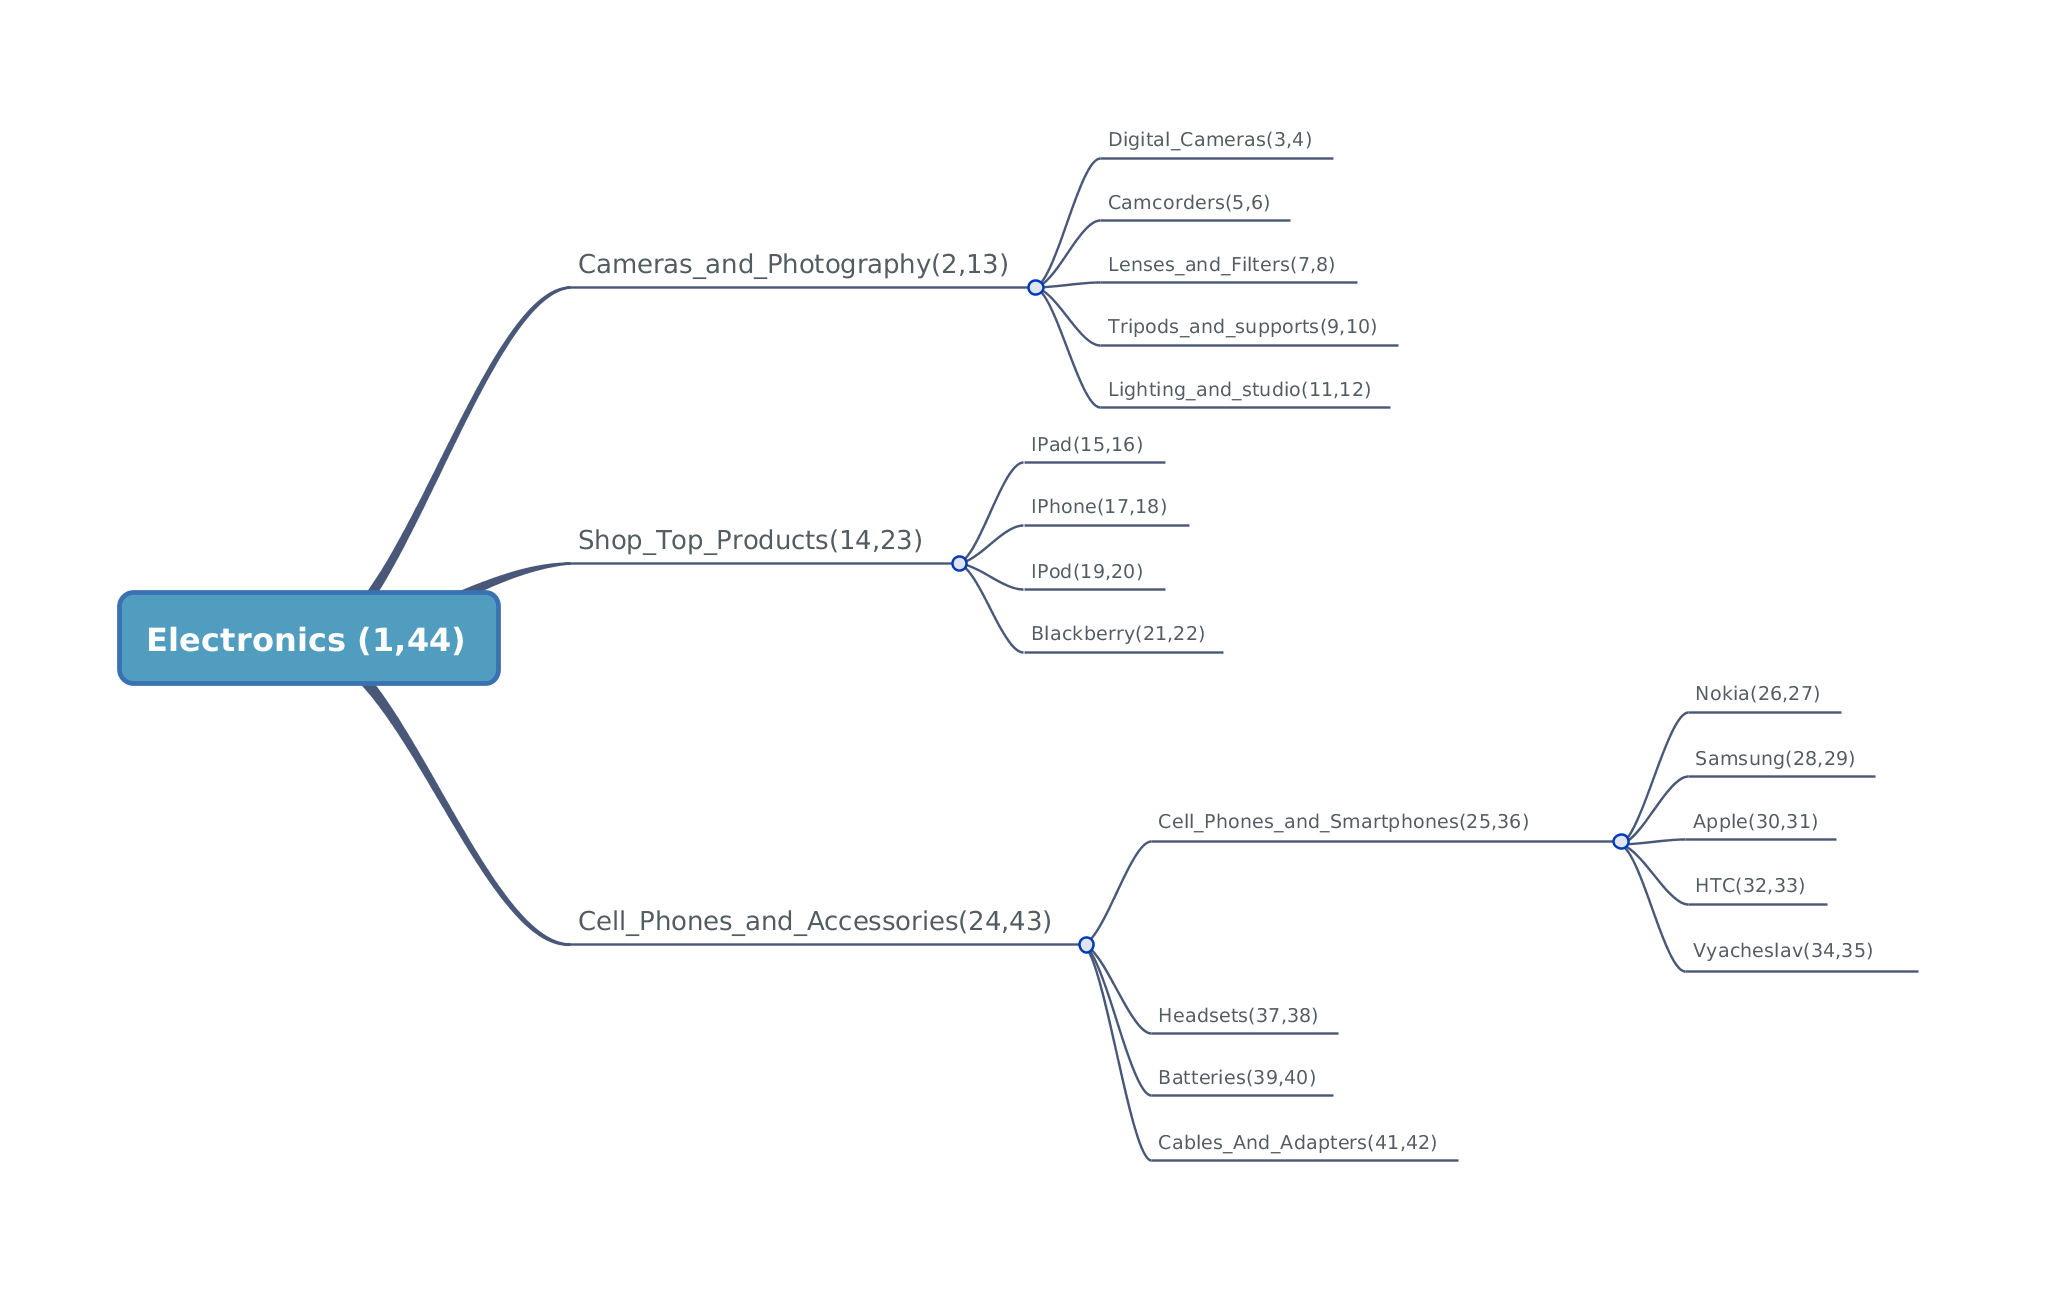 Electronics (1,44)
Cameras_and_Photography(2,13)
Digital_Cameras(3,4)
Camcorders(5,6)
Lenses_and_Filters(7,8)
Tripods_and_supports(9,10)
Lighting_and_studio(11,12)
Shop_Top_Products(14,23)
IPad(15,16)
IPhone(17,18)
IPod(19,20)
Blackberry(21,22)
Cell_Phones_and_Accessories(24,43)
Cell_Phones_and_Smartphones(25,36)
Nokia(26,27)
Samsung(28,29)
Apple(30,31)
HTC(32,33)
Vyacheslav(34,35)
Headsets(37,38)
Batteries(39,40)
Cables_And_Adapters(41,42)